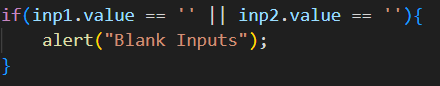 if(inp1.value == '' || inp2.value == ''){
    alert("Blank Inputs");
}